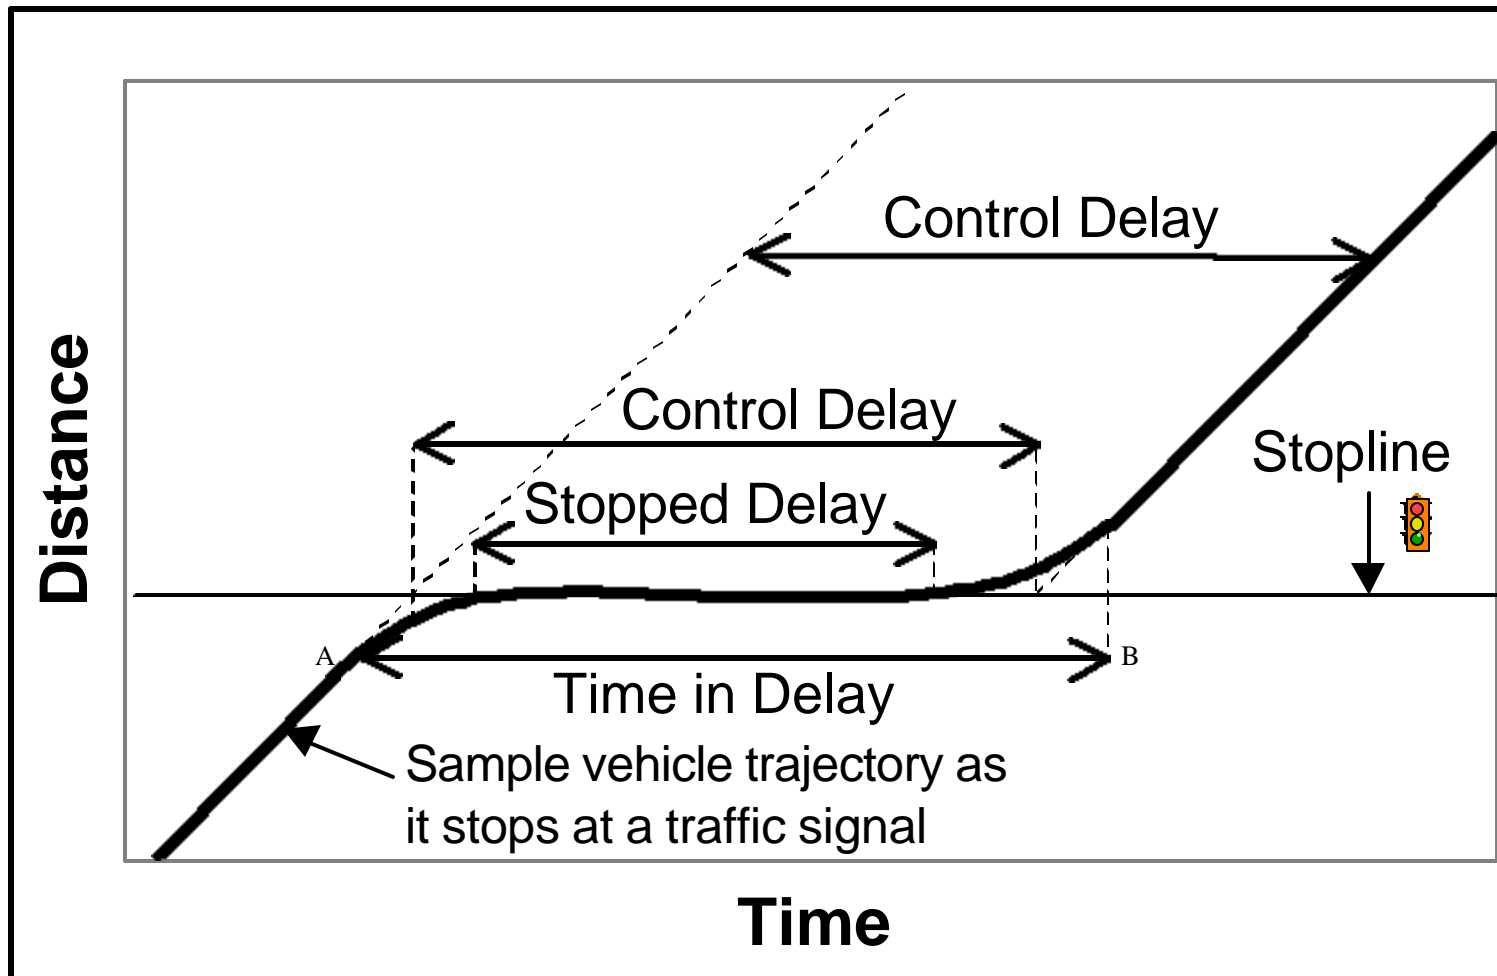 Control Delay
Control Delay
Stopline
Stopped Delay
Distance
A
B
Time in Delay
Sample vehicle trajectory as
it stops at a traffic signal
Time